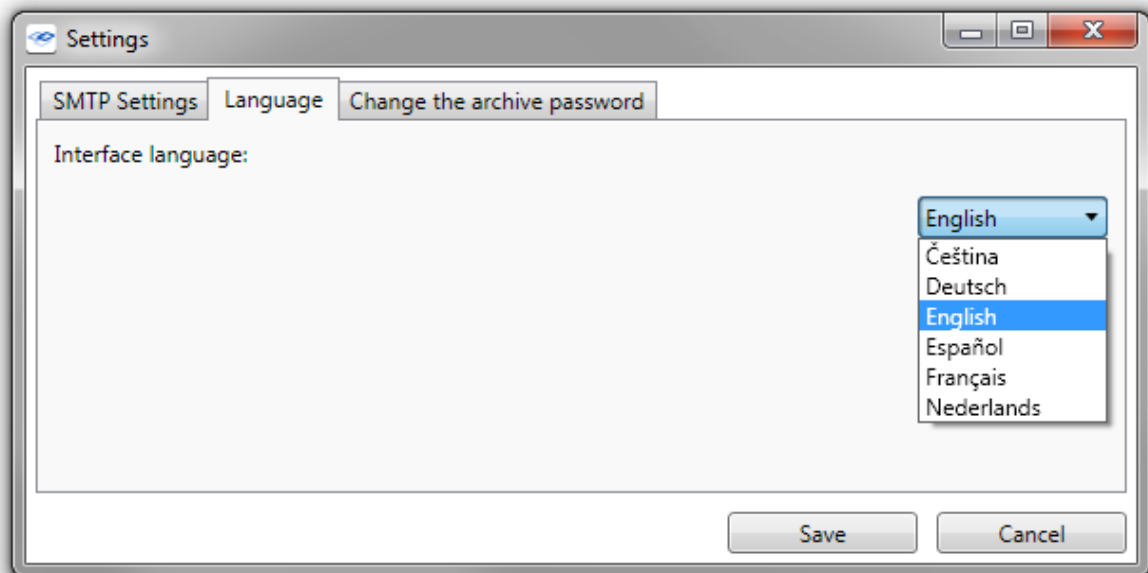 Settings
SMTP Settings Language Change the archive password
Interface language:
English
Čeština
Deutsch
English
Español
Français
Nederlands
Save Cancel